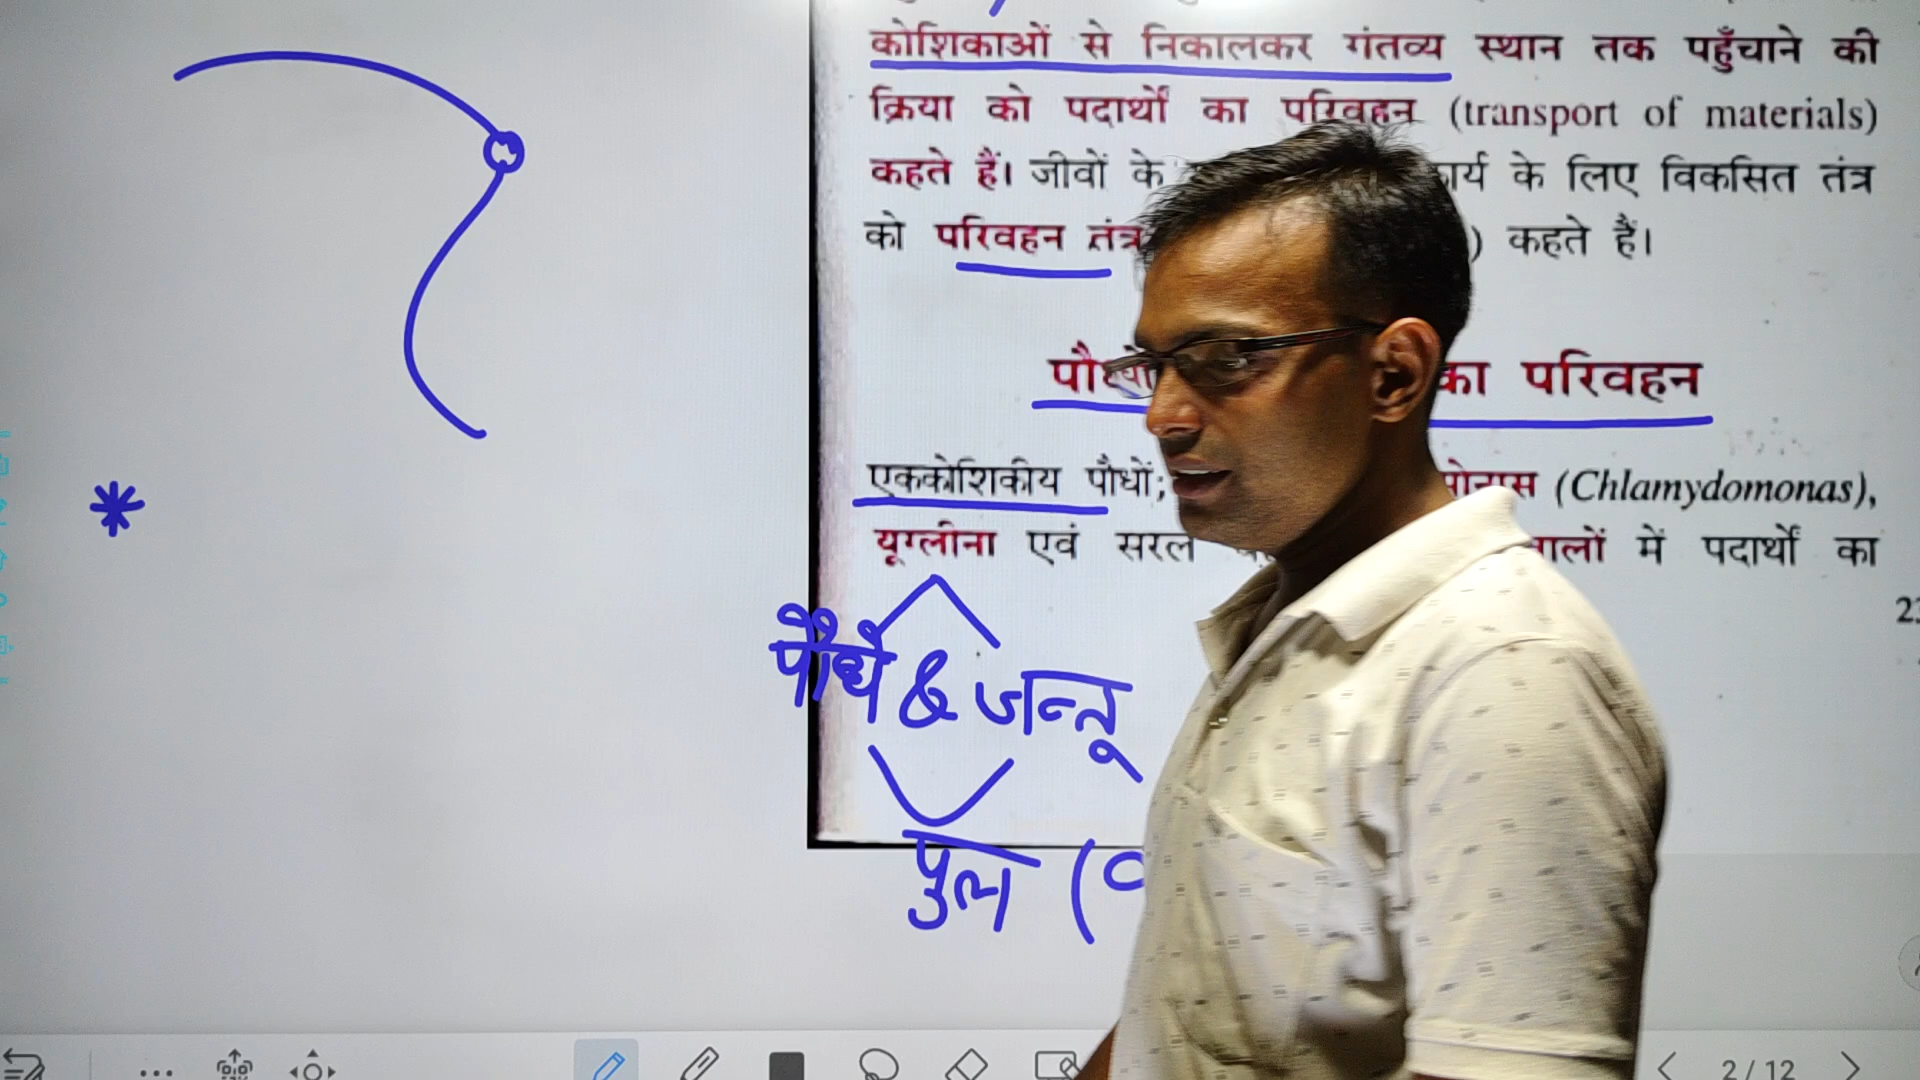 कोशिकाओं से निकालकर गंतव्य स्थान तक पहुँचाने की
क्रिया को पदार्थों का परिवहन (transport of materials)
कहते हैं। जीवों के कार्य के लिए विकसित तंत्र
को परिवहन तंत्र ) कहते हैं।
पौधों का परिवहन
एककोशिकीय पौधों; (Chlamydomonas),
यूग्लीना एवं सरल में पदार्थों का
पौधे & जन्तू
पुल (
2/12